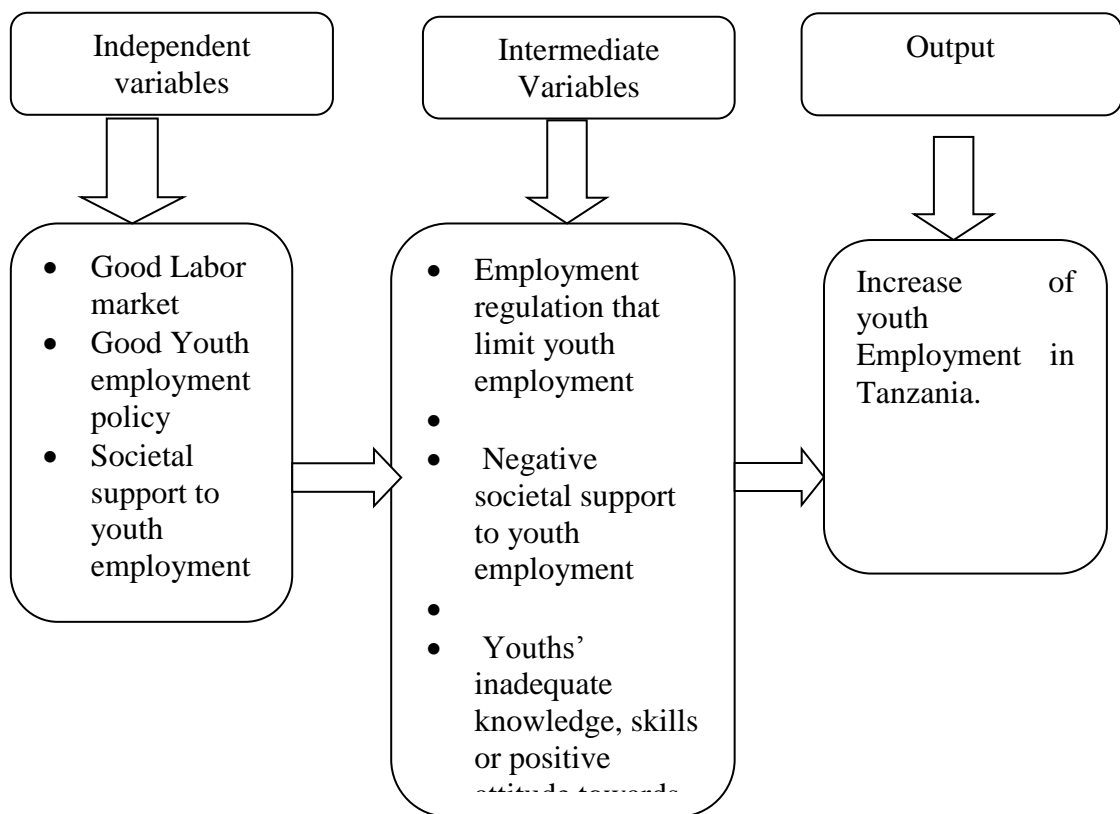 Independent
variables
Intermediate
Variables
Output
• Good Labor
market
• Good Youth
employment
policy
• Societal
support to
youth
employment
• Employment
regulation that
limit youth
employment
•
• Negative
societal support
to youth
employment
•
• Youths’
inadequate
knowledge, skills
or positive
attitude towards
Increase of
youth
Employment in
Tanzania.